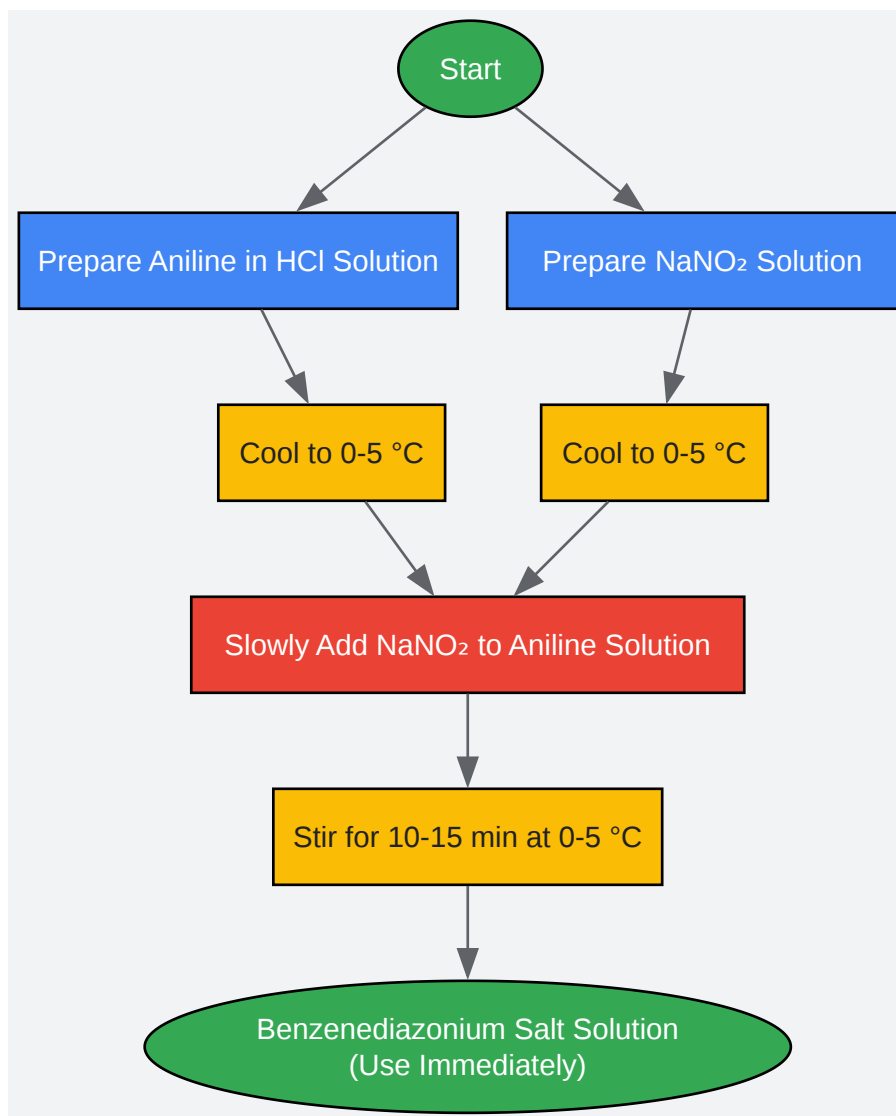 Start
Prepare Aniline in HCl Solution
Prepare NaNO₂ Solution
Cool to 0-5 °C
Cool to 0-5 °C
Slowly Add NaNO₂ to Aniline Solution
Stir for 10-15 min at 0-5 °C
Benzenediazonium Salt Solution
(Use Immediately)